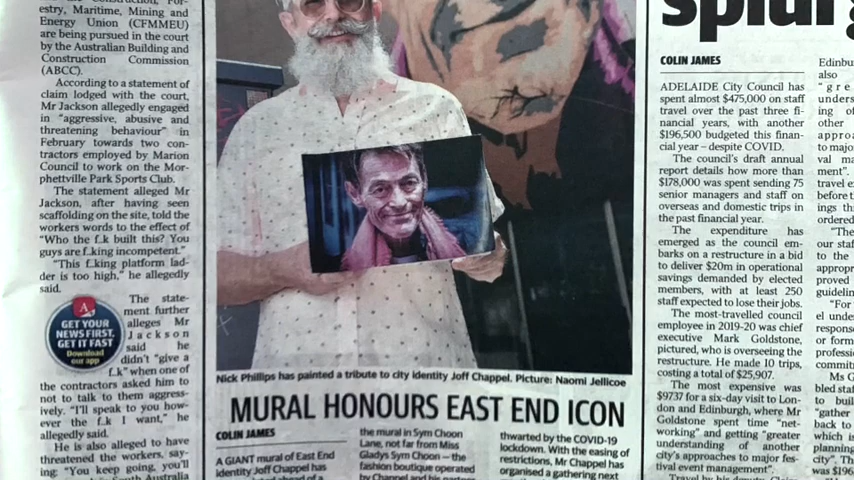 estry, Maritime, Mining and
Energy Union (CFMMEU)
are being pursued in the court
by the Australian Building and
Construction Commission
(ABCC).
According to a statement of
claim lodged with the court,
Mr Jackson allegedly engaged
in "aggressive, abusive and
threatening behaviour" in
February towards two con-
tractors employed by Marion
Council to work on the Mor-
phettville Park Sports Club.
The statement alleged Mr
Jackson, after having seen
scaffolding on the site, told the
workers words to the effect of
"Who the f..k built this? You
guys are f..king incompetent."
"This f..king platform lad-
der is too high," he allegedly
said.
The state-
ment further
alleges Mr
Jackson
said he
didn't "give a
f..k" when one of
the contractors asked him to
not to talk to them aggress-
ively. "I'll speak to you how-
ever the f..k I want," he
allegedly said.
He is also alleged to have
threatened the workers, say-
ing: "You keep going, you'll
GET YOUR
NEWS FIRST,
GET IT FAST
Download
our app
Nick Phillips has painted a tribute to city identity Joff Chappel. Picture: Naomi Jellicoe
MURAL HONOURS EAST END ICON
COLIN JAMES
A GIANT mural of East End
identity Joff Chappel has
the mural in Sym Choon
Lane, not far from Miss
Gladys Sym Choon – the
fashion boutique operated
thwarted by the COVID-19
lockdown. With the easing of
restrictions, Mr Chappel has
organised a gathering next
COLIN JAMES
ADELAIDE City Council has
spent almost $475,000 on staff
travel over the past three fi-
nancial years, with another
$196,500 budgeted this finan-
cial year – despite COVID.
The council's draft annual
report details how more than
$178,000 was spent sending 75
senior managers and staff on
overseas and domestic trips in
the past financial year.
The expenditure has
emerged as the council em-
barks on a restructure in a bid
to deliver $20m in operational
savings demanded by elected
members, with at least 250
staff expected to lose their jobs.
The most-travelled council
employee in 2019-20 was chief
executive Mark Goldstone,
pictured, who is overseeing the
restructure. He made 10 trips,
costing a total of $25,907.
The most expensive was
$9737 for a six-day visit to Lon-
don and Edinburgh, where Mr
Goldstone spent time "net-
working" and getting "greater
understanding of another
city's approaches to major fes-
tival event management".
also